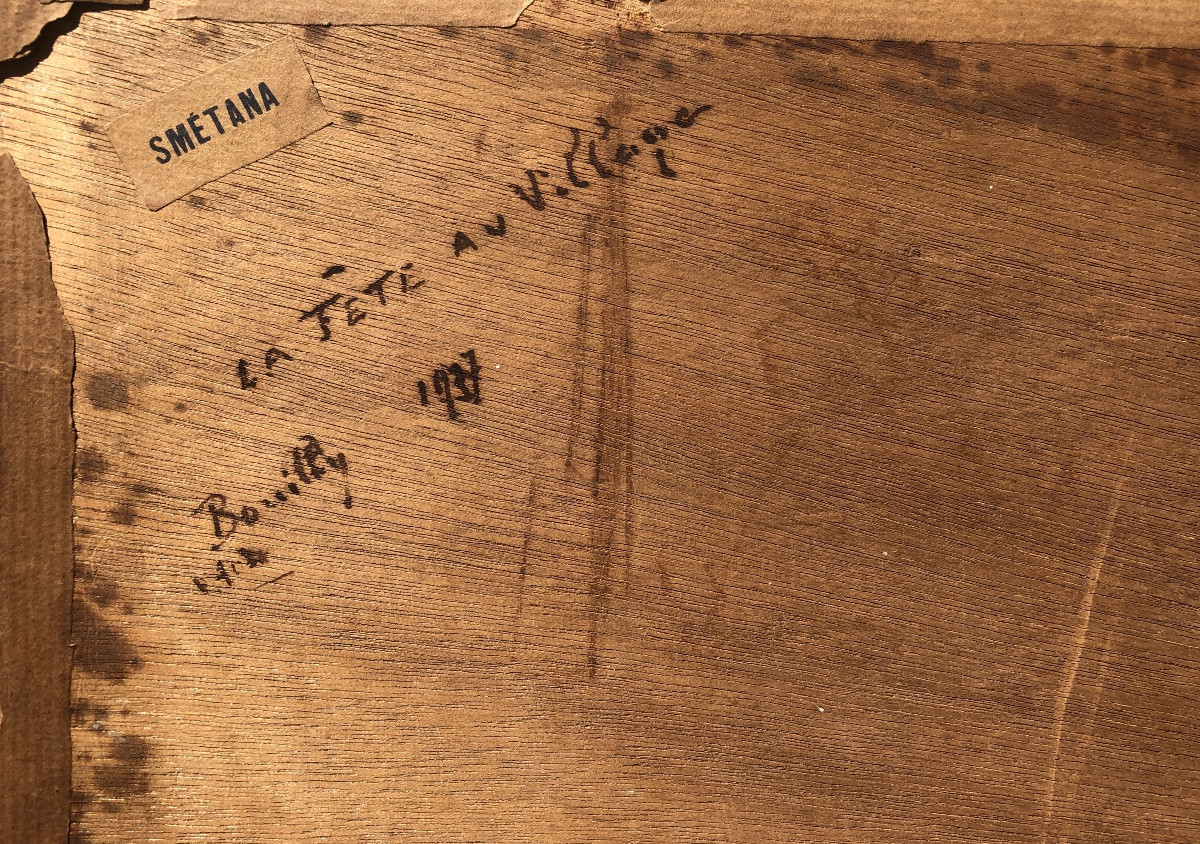 SMÉTANA
LA FÊTE AU Village
1937
Bouilly